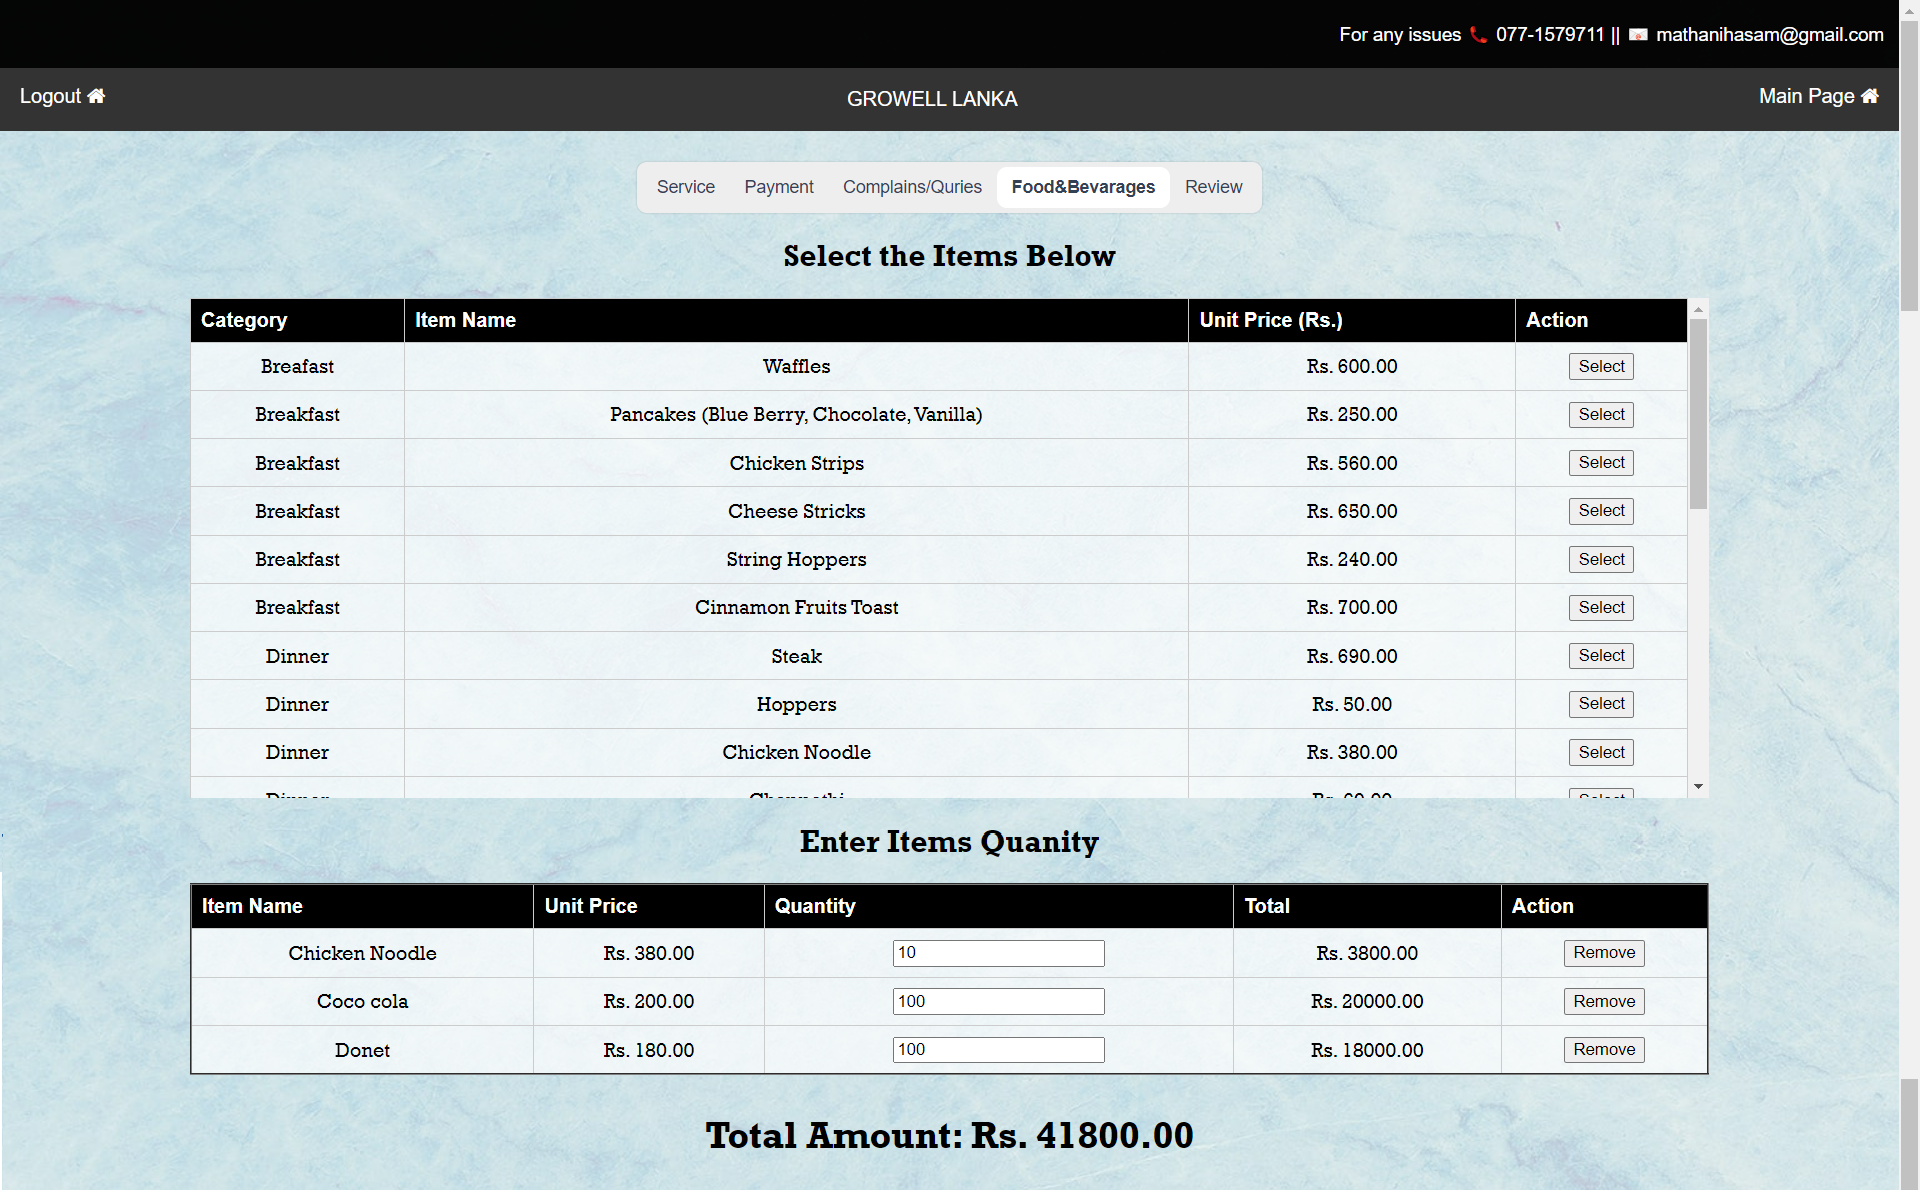 For any issues 📞 077-1579711 || 📧 mathanihasam@gmail.com
Logout GROWELL LANKA Main Page
Service Payment Complains/Quries Food&Bevarages Review
Select the Items Below
Category Item Name Unit Price (Rs.) Action
Breafast Waffles Rs. 600.00 Select
Breakfast Pancakes (Blue Berry, Chocolate, Vanilla) Rs. 250.00 Select
Breakfast Chicken Strips Rs. 560.00 Select
Breakfast Cheese Stricks Rs. 650.00 Select
Breakfast String Hoppers Rs. 240.00 Select
Breakfast Cinnamon Fruits Toast Rs. 700.00 Select
Dinner Steak Rs. 690.00 Select
Dinner Hoppers Rs. 50.00 Select
Dinner Chicken Noodle Rs. 380.00 Select
Dinner Rs. 60.00 Select
Enter Items Quanity
Item Name Unit Price Quantity Total Action
Chicken Noodle Rs. 380.00 10 Rs. 3800.00 Remove
Coco cola Rs. 200.00 100 Rs. 20000.00 Remove
Donet Rs. 180.00 100 Rs. 18000.00 Remove
Total Amount: Rs. 41800.00